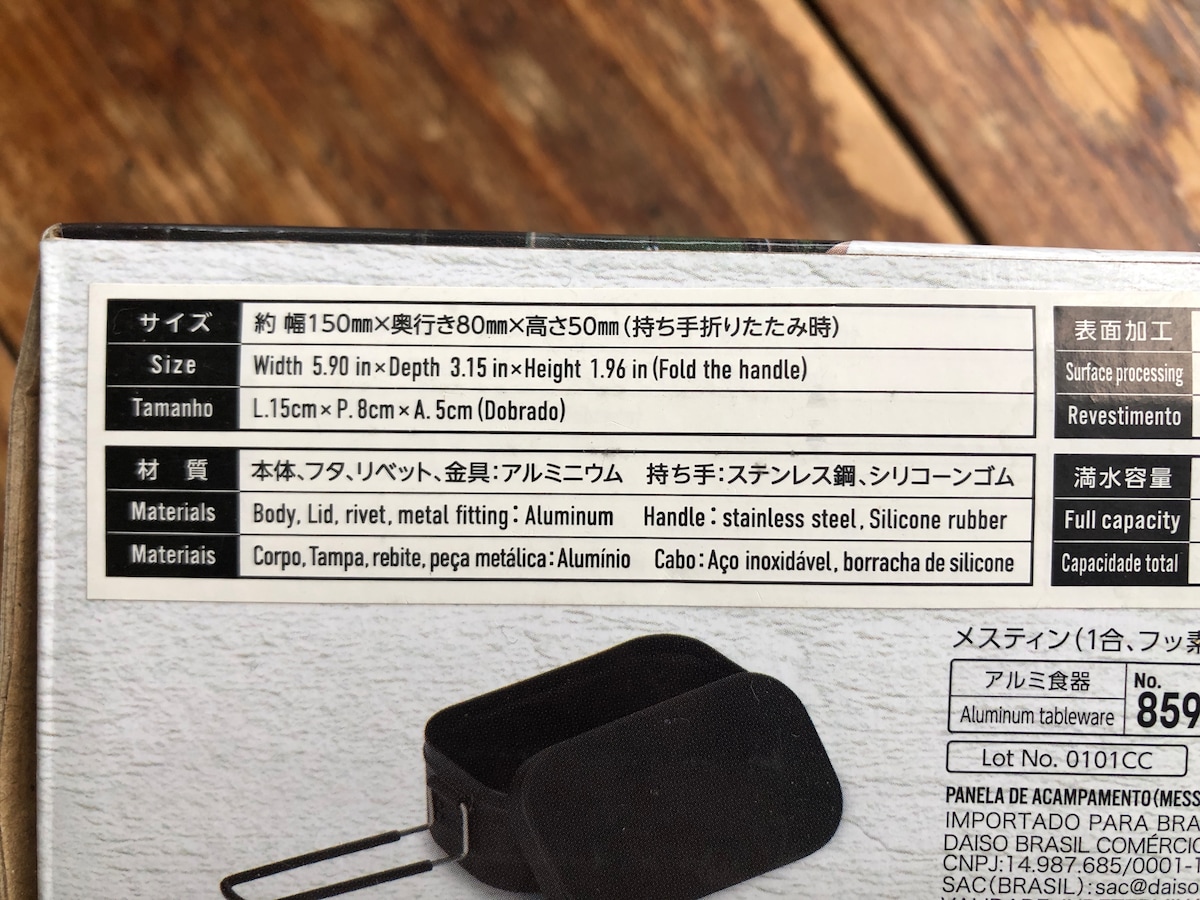 サイズ 約 幅150㎜×奥行き80㎜×高さ50㎜(持ち手折りたたみ時)
Size Width 5.90 in×Depth 3.15 in×Height 1.96 in (Fold the handle)
Tamanho L.15cm×P.8cm×A.5cm (Dobrado)
材 質 本体、フタ、リベット、金具:アルミニウム 持ち手:ステンレス鋼、シリコーンゴム
Materials Body, Lid, rivet, metal fitting: Aluminum Handle: stainless steel, Silicone rubber
Materiais Corpo, Tampa, rebite, peça metálica: Alumínio Cabo: Aço inoxidável, borracha de silicone
表面加工
Surface processing
Revestimento
満水容量
Full capacity
Capacidade total
メスティン(1合、フッ素
アルミ食器
Aluminum tableware
No.
859
Lot No. 0101CC
PANELA DE ACAMPAMENTO (MESS
IMPORTADO PARA BRA
DAISO BRASIL COMÉRCIO
CNPJ:14.987.685/0001-1
SAC(BRASIL):sac@daiso